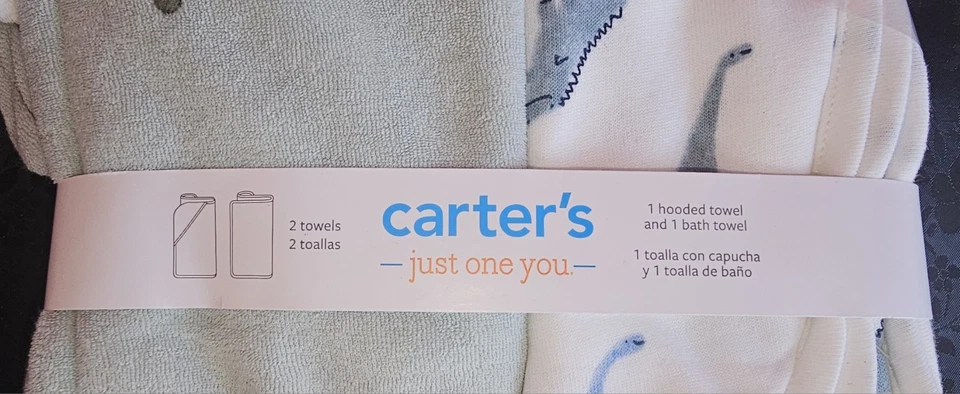 2 towels
2 toallas
carter's
just one you.
1 hooded towel
and 1 bath towel
1 toalla con capucha
y 1 toalla de baño